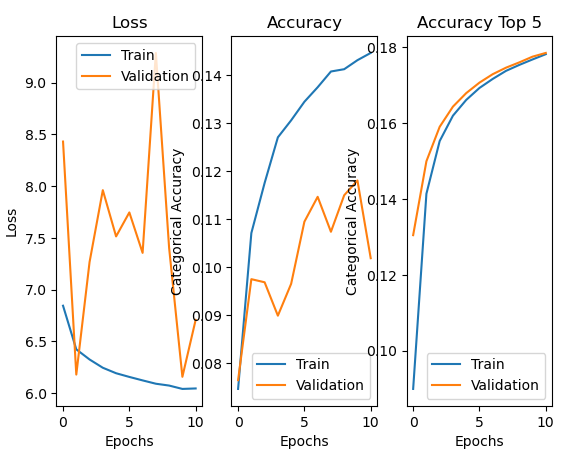 Loss
Accuracy
Accuracy Top 5
Train
Validation
9.0
8.5
8.0
7.5
7.0
6.5
6.0
Loss
0
5
10
Epochs
0.14
0.13
0.12
0.11
0.10
0.09
0.08
Categorical Accuracy
Train
Validation
0
5
10
Epochs
0.18
0.16
0.14
0.12
0.10
Categorical Accuracy
Train
Validation
0
5
10
Epochs